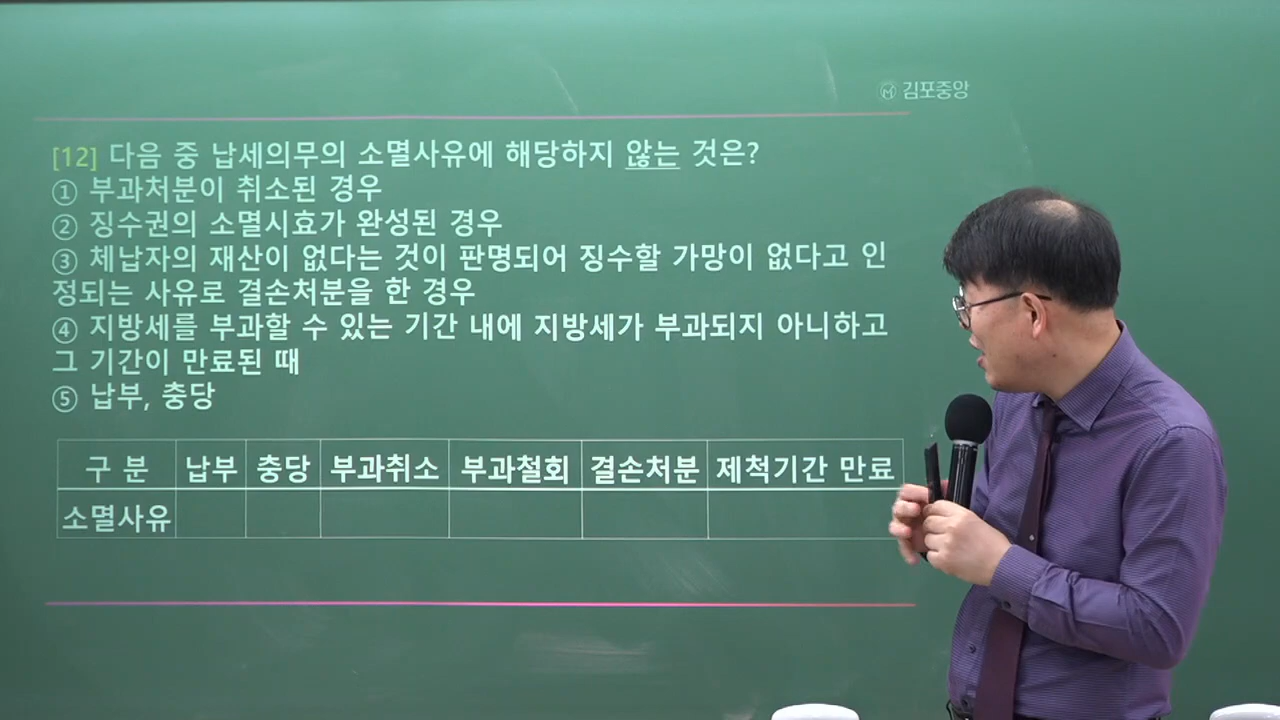 김포중앙
[12] 다음 중 납세의무의 소멸사유에 해당하지 않는 것은?
① 부과처분이 취소된 경우
② 징수권의 소멸시효가 완성된 경우
③ 체납자의 재산이 없다는 것이 판명되어 징수할 가망이 없다고 인
정되는 사유로 결손처분을 한 경우
④ 지방세를 부과할 수 있는 기간 내에 지방세가 부과되지 아니하고
그 기간이 만료된 때
⑤ 납부, 충당
구 분 납부 충당 부과취소 부과철회 결손처분 제척기간 만료
소멸사유